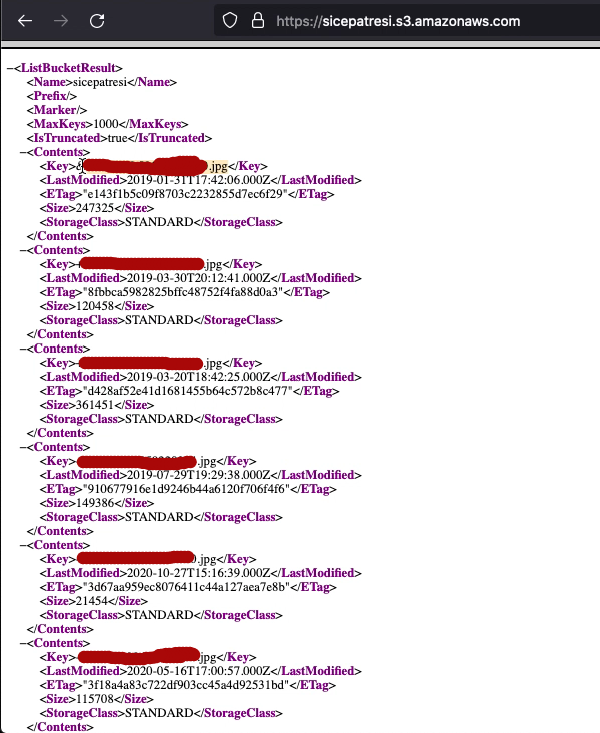 https://sicepatresi.s3.amazonaws.com
−<ListBucketResult>
<Name>sicepatresi</Name>
<Prefix/>
<Marker/>
<MaxKeys>1000</MaxKeys>
<IsTruncated>true</IsTruncated>
−<Contents>
<Key> .jpg</Key>
<LastModified>2019-01-31T17:42:06.000Z</LastModified>
<ETag>"e143f1b5c09f8703c2232855d7ec6f29"</ETag>
<Size>247325</Size>
<StorageClass>STANDARD</StorageClass>
</Contents>
−<Contents>
<Key> .jpg</Key>
<LastModified>2019-03-30T20:12:41.000Z</LastModified>
<ETag>"8fbbca5982825bffc48752f4fa88d0a3"</ETag>
<Size>120458</Size>
<StorageClass>STANDARD</StorageClass>
</Contents>
−<Contents>
<Key> .jpg</Key>
<LastModified>2019-03-20T18:42:25.000Z</LastModified>
<ETag>"d428af52e41d1681455b64c572b8c477"</ETag>
<Size>361451</Size>
<StorageClass>STANDARD</StorageClass>
</Contents>
−<Contents>
<Key> .jpg</Key>
<LastModified>2019-07-29T19:29:38.000Z</LastModified>
<ETag>"910677916e1d9246b44a6120f706f4f6"</ETag>
<Size>149386</Size>
<StorageClass>STANDARD</StorageClass>
</Contents>
−<Contents>
<Key> .jpg</Key>
<LastModified>2020-10-27T15:16:39.000Z</LastModified>
<ETag>"3d67aa959ec8076411c44a127aea7e8b"</ETag>
<Size>21454</Size>
<StorageClass>STANDARD</StorageClass>
</Contents>
−<Contents>
<Key> .jpg</Key>
<LastModified>2020-05-16T17:00:57.000Z</LastModified>
<ETag>"3f18a4a83c722df903cc45a4d92531bd"</ETag>
<Size>115708</Size>
<StorageClass>STANDARD</StorageClass>
</Contents>